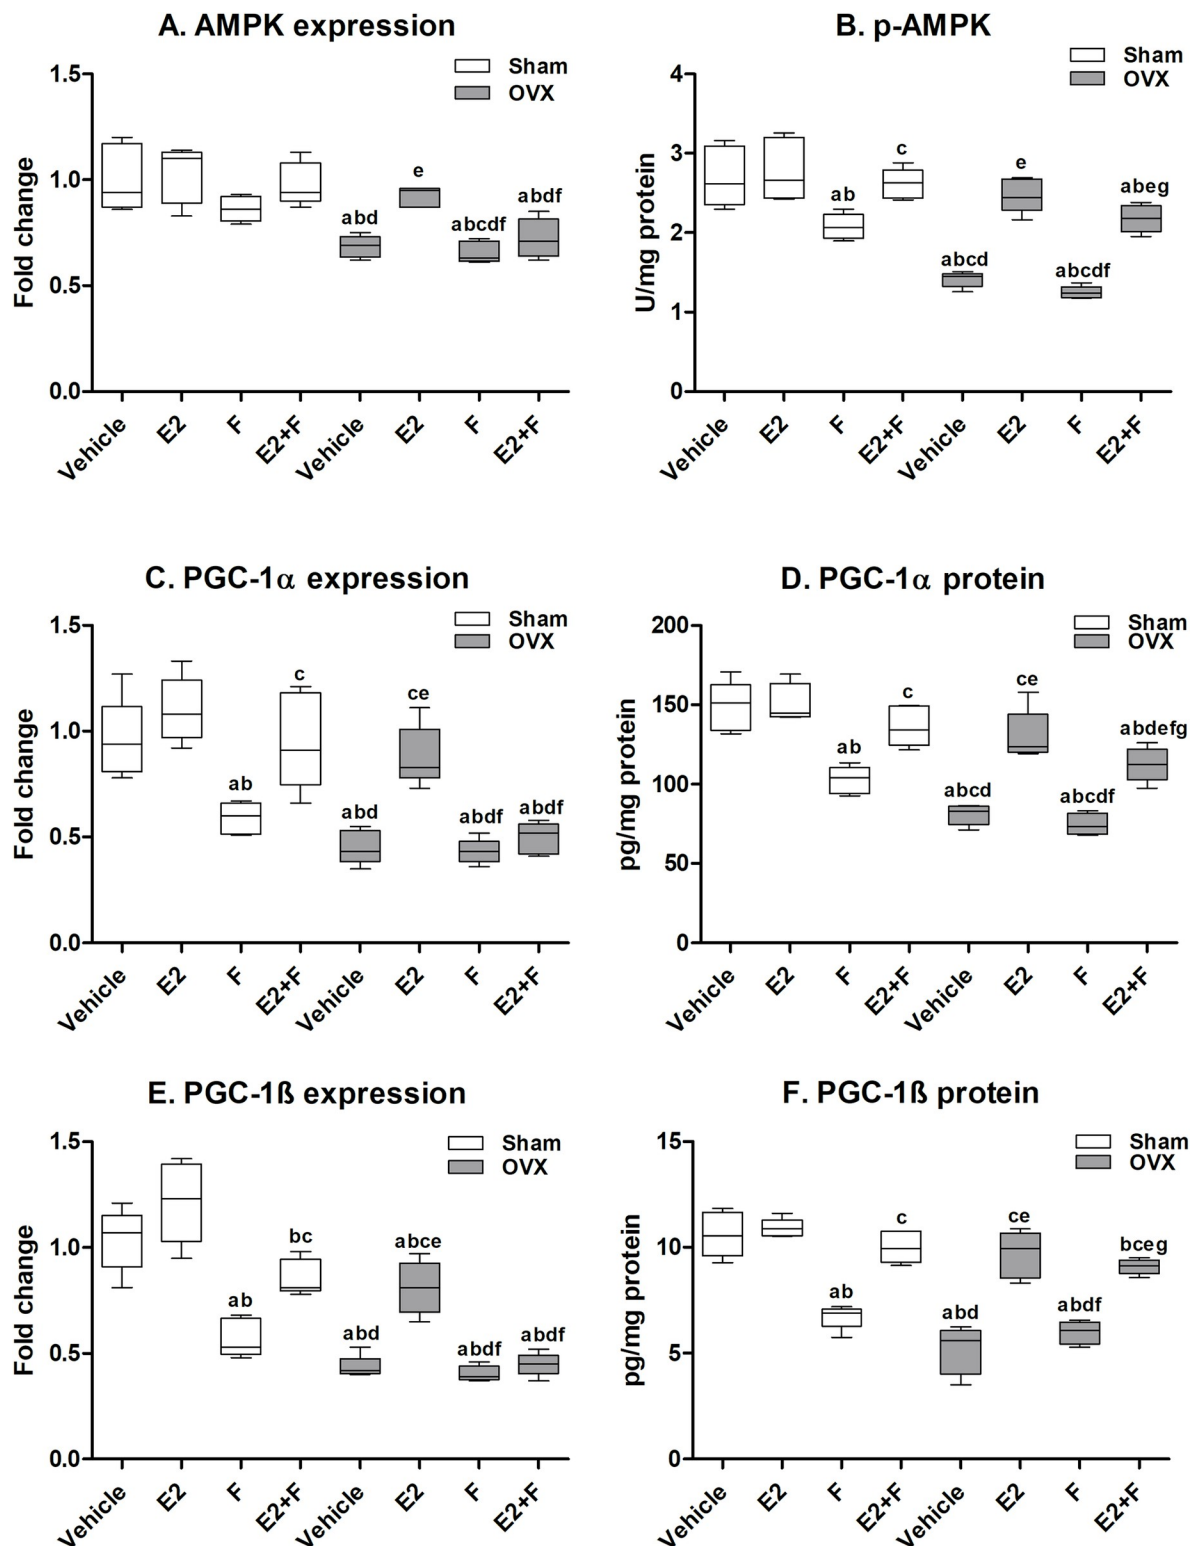 A. AMPK expression
Sham
OVX
Fold change
1.5
1.0
0.5
0.0
abd
e
abcdf
abdf
Vehicle
E2
F
E2+F
Vehicle
E2
F
E2+F
B. p-AMPK
Sham
OVX
U/mg protein
4
3
2
1
0
ab
c
abcd
e
abcdf
abeg
Vehicle
E2
F
E2+F
Vehicle
E2
F
E2+F
C. PGC-1α expression
Sham
OVX
Fold change
1.5
1.0
0.5
0.0
ab
c
abd
ce
abdf
abdf
Vehicle
E2
F
E2+F
Vehicle
E2
F
E2+F
D. PGC-1α protein
Sham
OVX
pg/mg protein
200
150
100
50
0
ab
c
abcd
ce
abcdf
abdefg
Vehicle
E2
F
E2+F
Vehicle
E2
F
E2+F
E. PGC-1ß expression
Sham
OVX
Fold change
1.5
1.0
0.5
0.0
ab
bc
abd
abce
abdf
abdf
Vehicle
E2
F
E2+F
Vehicle
E2
F
E2+F
F. PGC-1ß protein
Sham
OVX
pg/mg protein
15
10
5
0
ab
c
abd
ce
abdf
bceg
Vehicle
E2
F
E2+F
Vehicle
E2
F
E2+F